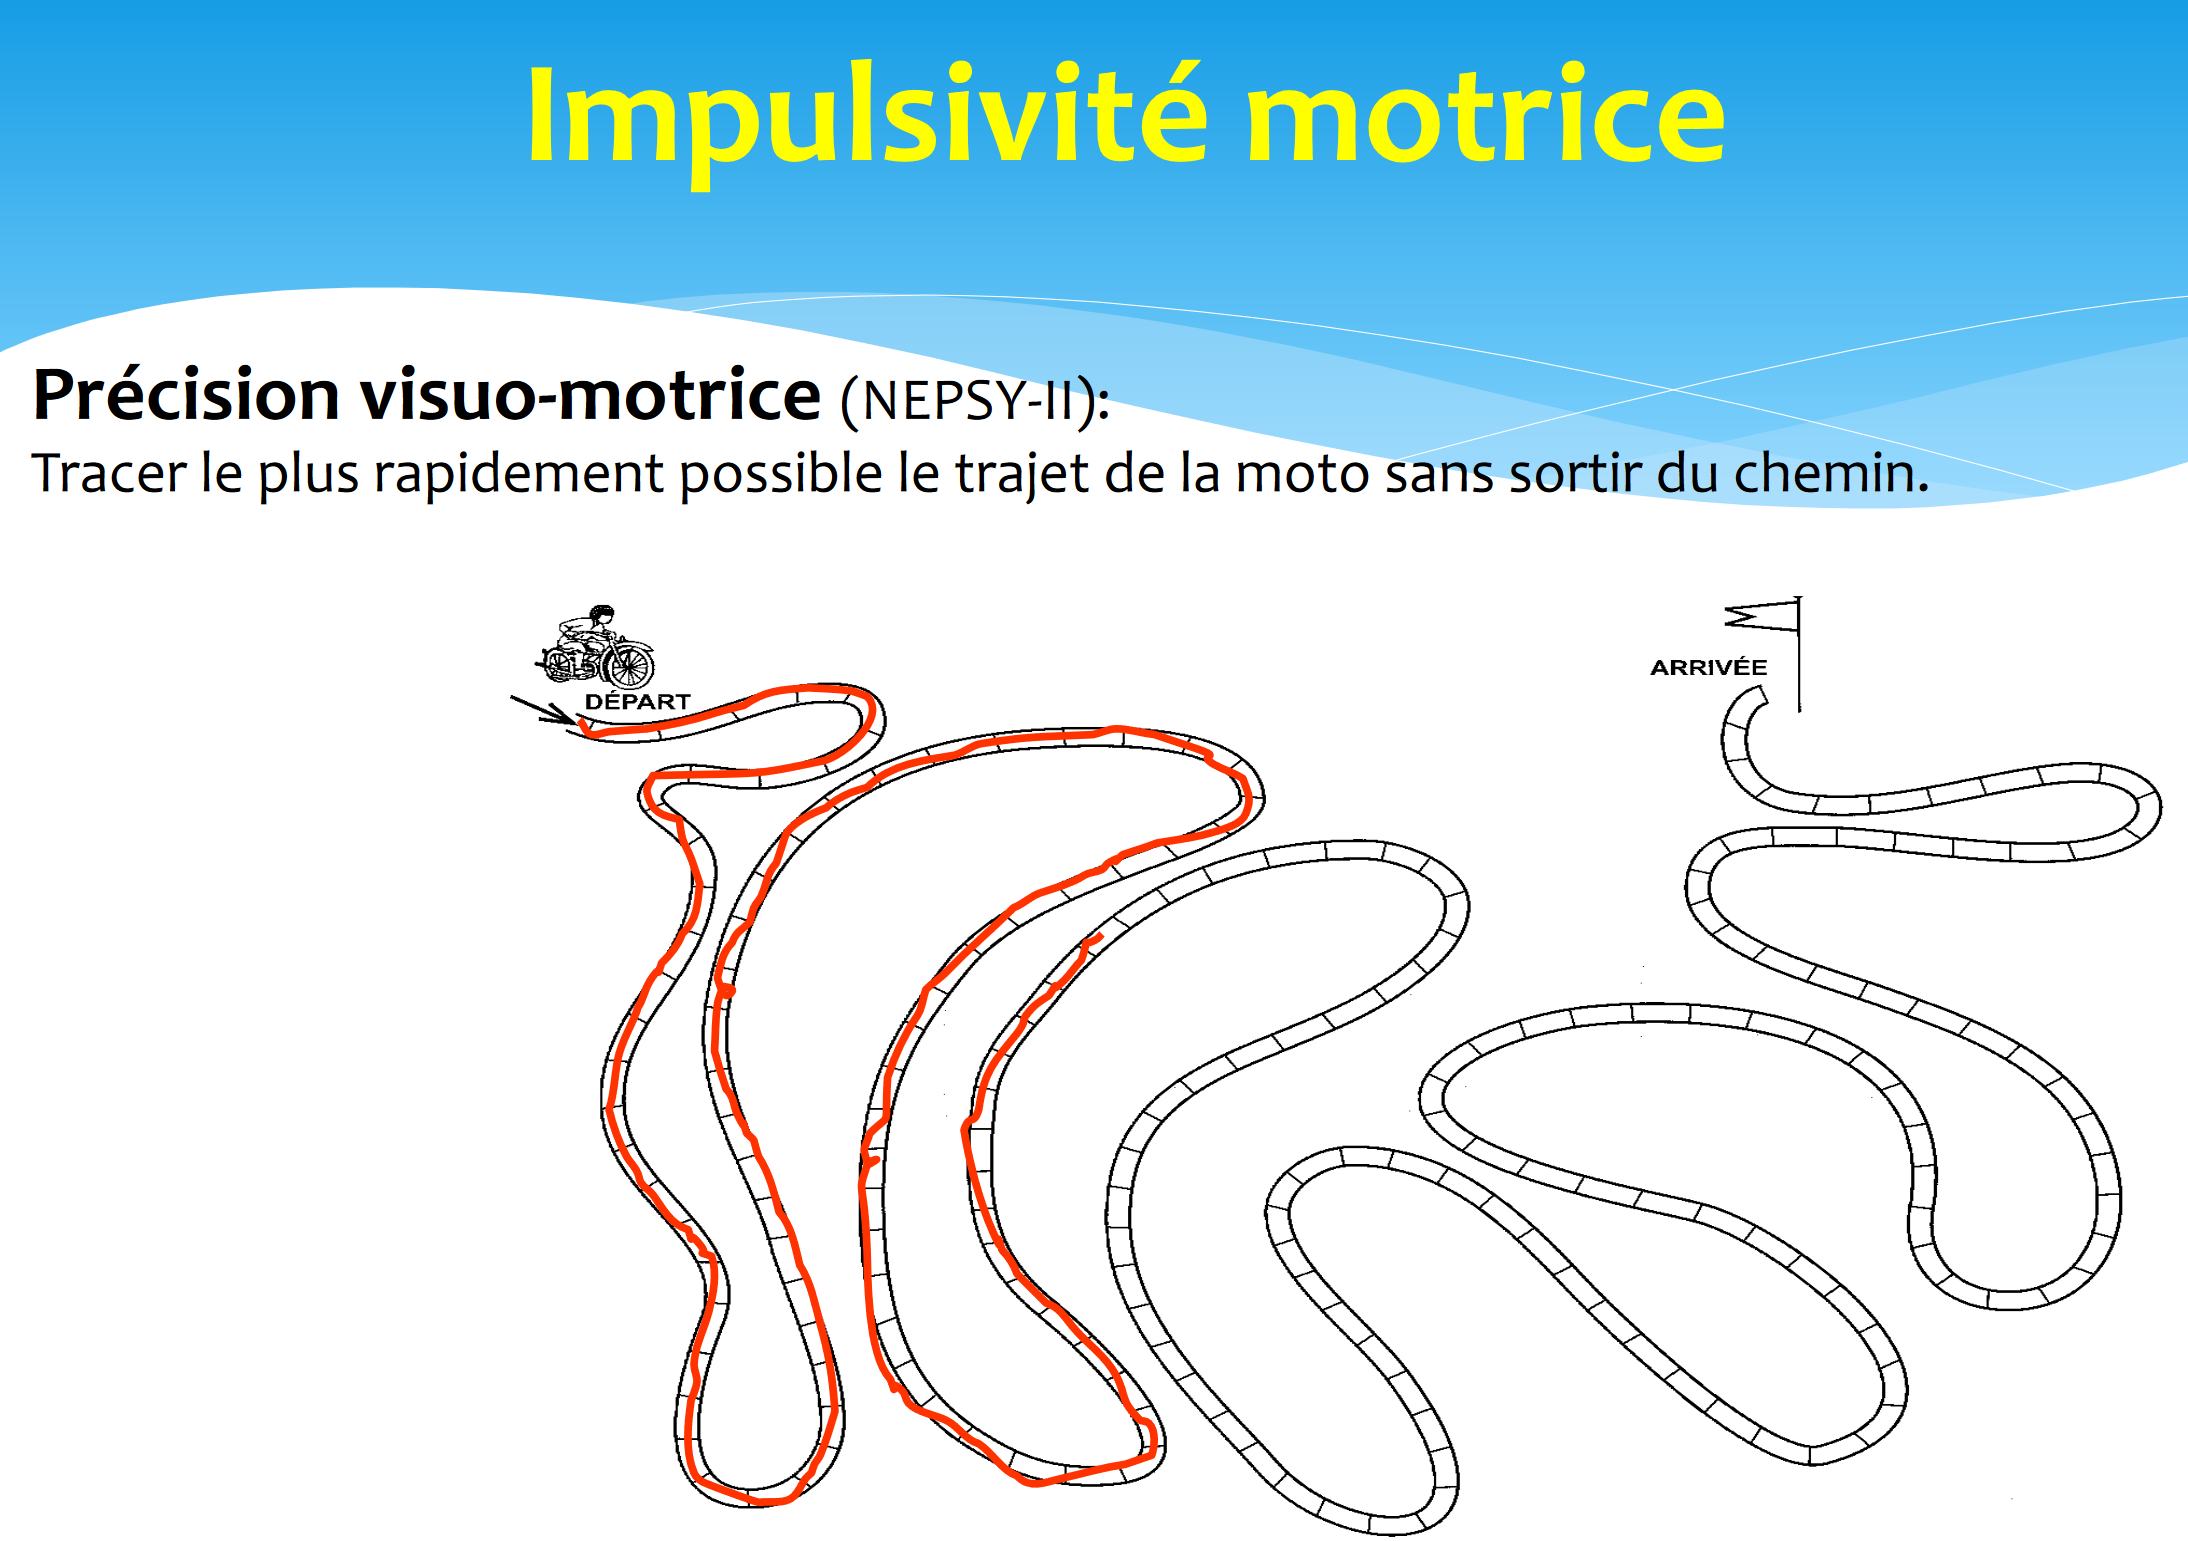 Impulsivité motrice
Précision visuo-motrice (NEPSY-II):
Tracer le plus rapidement possible le trajet de la moto sans sortir du chemin.
ARRIVÉE
DÉPART